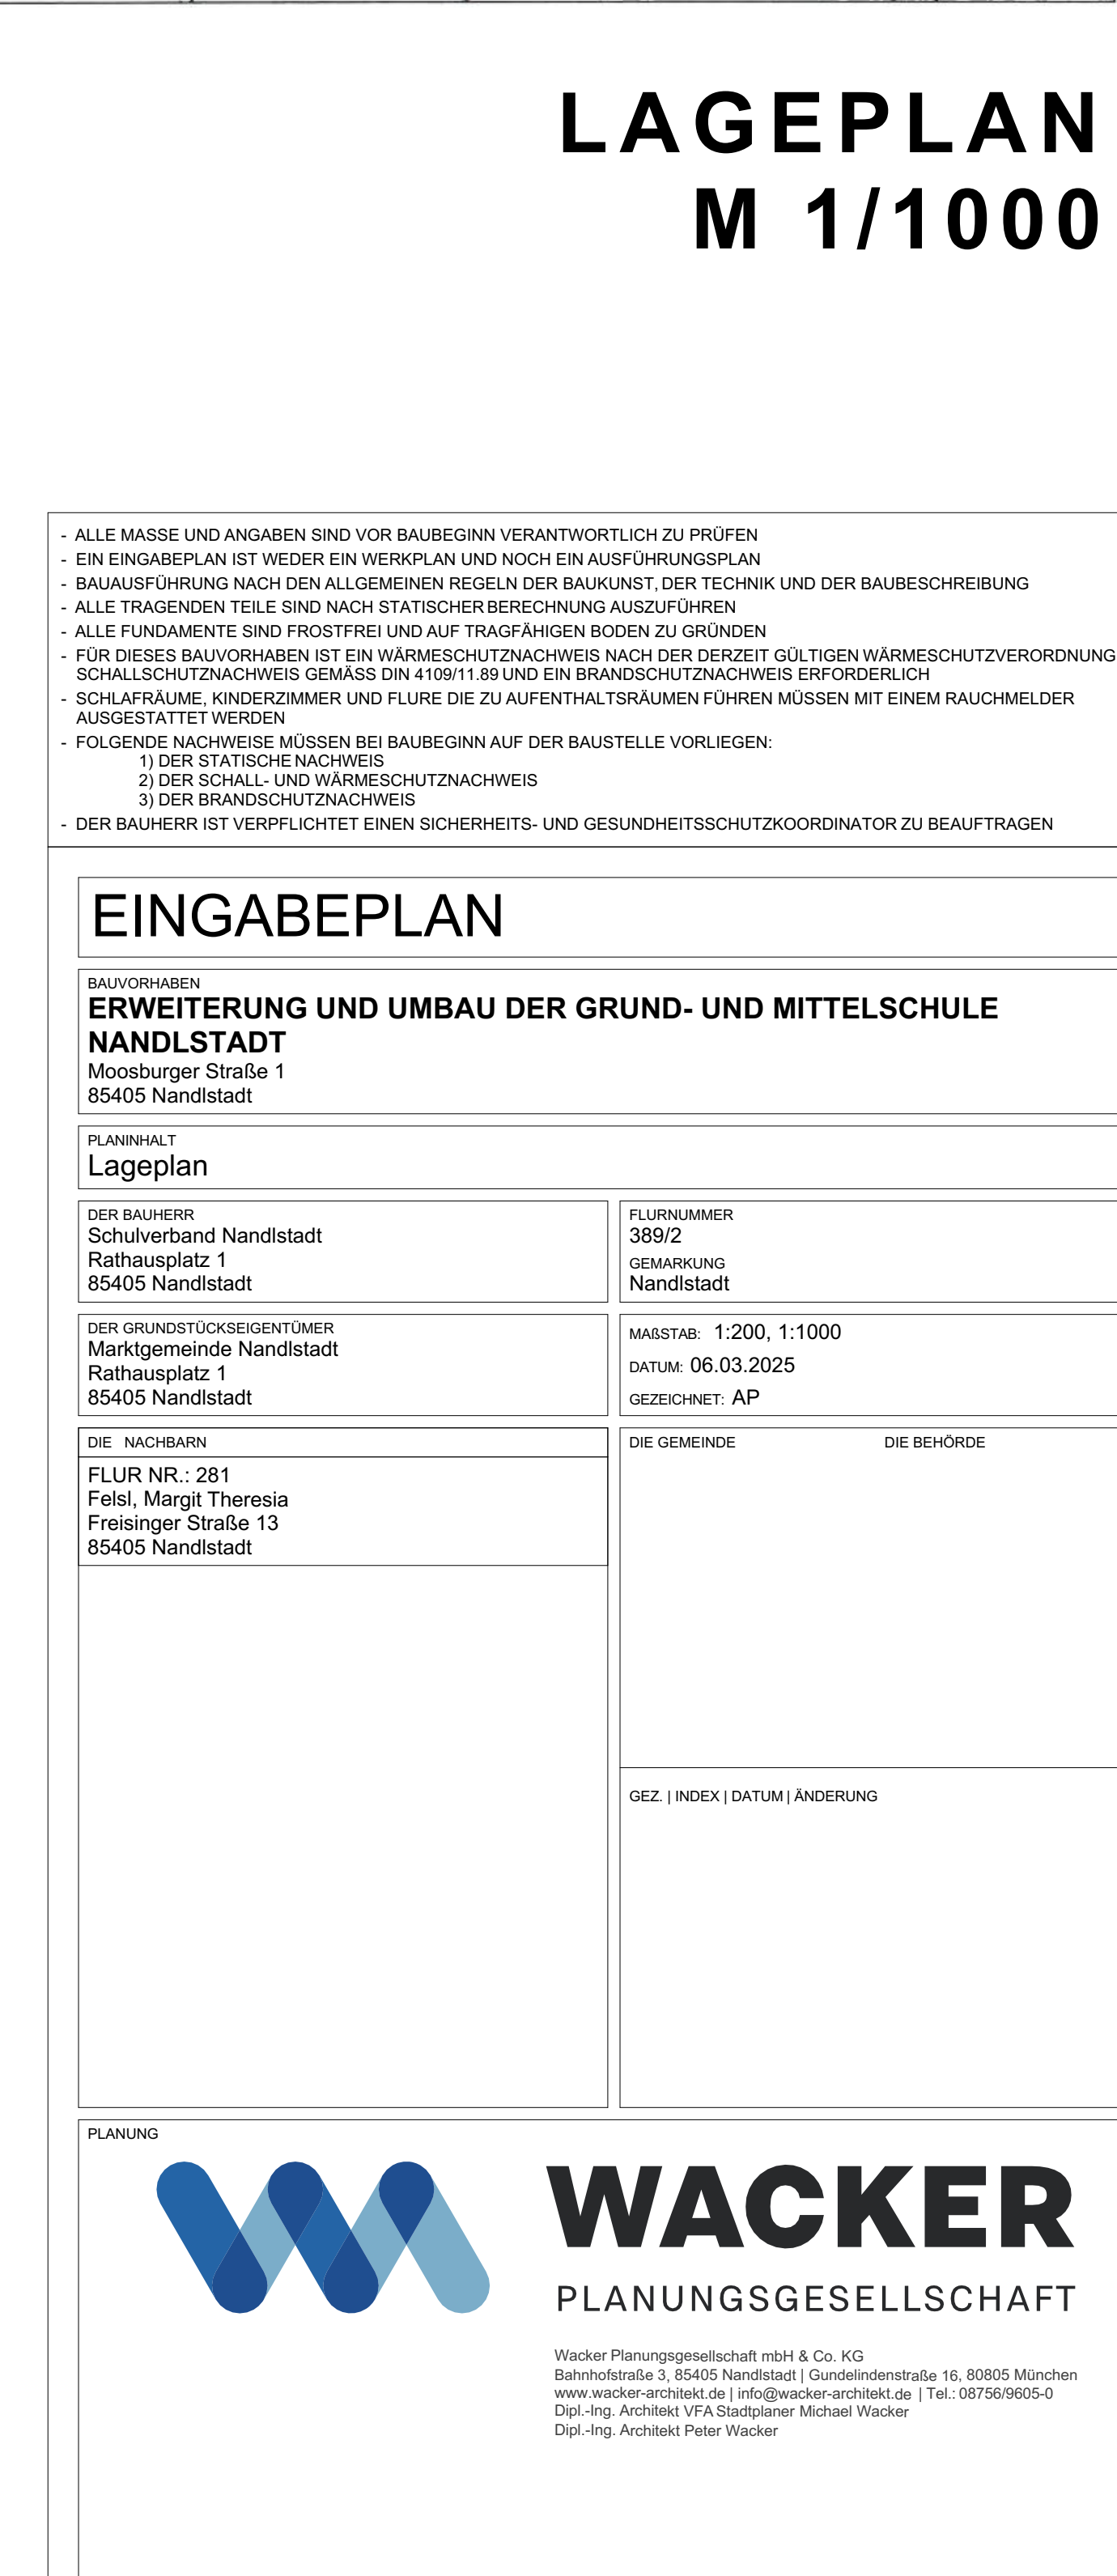 LAGEPLAN
M 1/1000
- ALLE MASSE UND ANGABEN SIND VOR BAUBEGINN VERANTWORTLICH ZU PRÜFEN
- EIN EINGABEPLAN IST WEDER EIN WERKPLAN UND NOCH EIN AUSFÜHRUNGSPLAN
- BAUAUSFÜHRUNG NACH DEN ALLGEMEINEN REGELN DER BAUKUNST, DER TECHNIK UND DER BAUBESCHREIBUNG
- ALLE TRAGENDEN TEILE SIND NACH STATISCHER BERECHNUNG AUSZUFÜHREN
- ALLE FUNDAMENTE SIND FROSTFREI UND AUF TRAGFÄHIGEN BODEN ZU GRÜNDEN
- FÜR DIESES BAUVORHABEN IST EIN WÄRMESCHUTZNACHWEIS NACH DER DERZEIT GÜLTIGEN WÄRMESCHUTZVERORDNUNG
SCHALLSCHUTZNACHWEIS GEMÄSS DIN 4109/11.89 UND EIN BRANDSCHUTZNACHWEIS ERFORDERLICH
- SCHLAFRÄUME, KINDERZIMMER UND FLURE DIE ZU AUFENTHALTSRÄUMEN FÜHREN MÜSSEN MIT EINEM RAUCHMELDER
AUSGESTATTET WERDEN
- FOLGENDE NACHWEISE MÜSSEN BEI BAUBEGINN AUF DER BAUSTELLE VORLIEGEN:
1) DER STATISCHE NACHWEIS
2) DER SCHALL- UND WÄRMESCHUTZNACHWEIS
3) DER BRANDSCHUTZNACHWEIS
- DER BAUHERR IST VERPFLICHTET EINEN SICHERHEITS- UND GESUNDHEITSSCHUTZKOORDINATOR ZU BEAUFTRAGEN
EINGABEPLAN
BAUVORHABEN
ERWEITERUNG UND UMBAU DER GRUND- UND MITTELSCHULE
NANDLSTADT
Moosburger Straße 1
85405 Nandlstadt
PLANINHALT
Lageplan
DER BAUHERR
Schulverband Nandlstadt
Rathausplatz 1
85405 Nandlstadt
FLURNUMMER
389/2
GEMARKUNG
Nandlstadt
DER GRUNDSTÜCKSEIGENTÜMER
Marktgemeinde Nandlstadt
Rathausplatz 1
85405 Nandlstadt
MAßSTAB: 1:200, 1:1000
DATUM: 06.03.2025
GEZEICHNET: AP
DIE NACHBARN
FLUR NR.: 281
Felsl, Margit Theresia
Freisinger Straße 13
85405 Nandlstadt
DIE GEMEINDE DIE BEHÖRDE
GEZ. | INDEX | DATUM | ÄNDERUNG
PLANUNG
WACKER
PLANUNGSGESELLSCHAFT
Wacker Planungsgesellschaft mbH & Co. KG
Bahnhofstraße 3, 85405 Nandlstadt | Gundelindenstraße 16, 80805 München
www.wacker-architekt.de | info@wacker-architekt.de | Tel.: 08756/9605-0
Dipl.-Ing. Architekt VFA Stadtplaner Michael Wacker
Dipl.-Ing. Architekt Peter Wacker